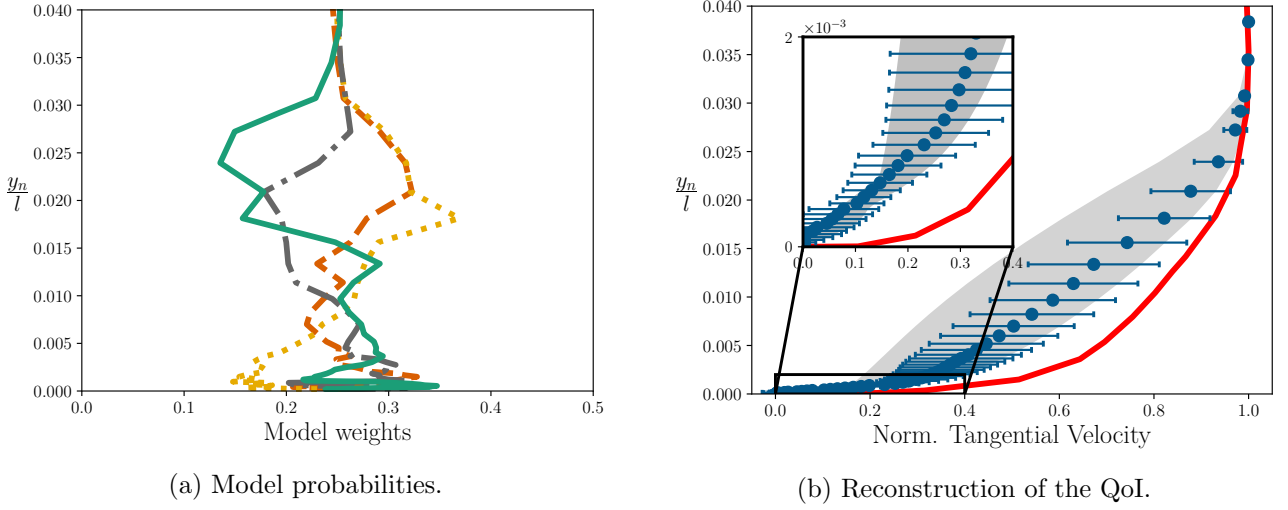 0.040
0.035
0.030
0.025
y_n
l
0.020
0.015
0.010
0.005
0.000
0.0 0.1 0.2 0.3 0.4 0.5
Model weights
(a) Model probabilities.
0.040
0.035
0.030
0.025
y_n
l
0.020
0.015
0.010
0.005
0.000
×10⁻³
2
0
0.0 0.1 0.2 0.3 0.4
0.0 0.2 0.4 0.6 0.8 1.0
Norm. Tangential Velocity
(b) Reconstruction of the QoI.